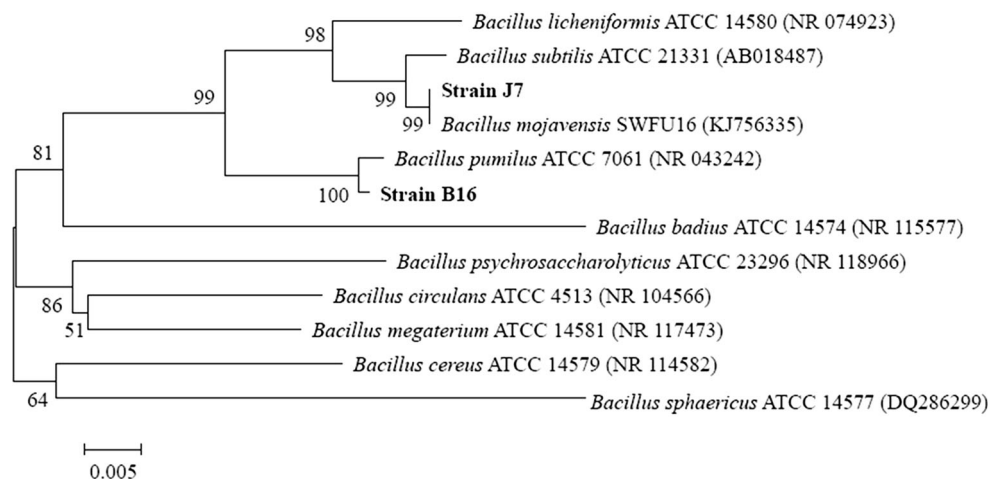 98
Bacillus licheniformis ATCC 14580 (NR 074923)
Bacillus subtilis ATCC 21331 (AB018487)
99
99
Strain J7
99
Bacillus mojavensis SWFU16 (KJ756335)
81
Bacillus pumilus ATCC 7061 (NR 043242)
100
Strain B16
Bacillus badius ATCC 14574 (NR 115577)
Bacillus psychrosaccharolyticus ATCC 23296 (NR 118966)
86
Bacillus circulans ATCC 4513 (NR 104566)
51
Bacillus megaterium ATCC 14581 (NR 117473)
Bacillus cereus ATCC 14579 (NR 114582)
64
Bacillus sphaericus ATCC 14577 (DQ286299)
0.005